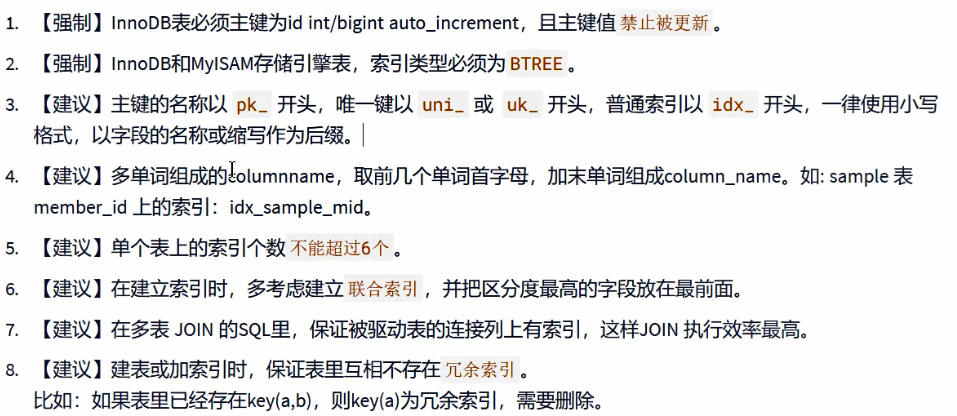 1. 【强制】InnoDB表必须主键为id int/bigint auto_increment，且主键值 禁止被更新 。
2. 【强制】InnoDB和MyISAM存储引擎表，索引类型必须为 BTREE 。
3. 【建议】主键的名称以 pk_ 开头，唯一键以 uni_ 或 uk_ 开头，普通索引以 idx_ 开头，一律使用小写
格式，以字段的名称或缩写作为后缀。
4. 【建议】多单词组成的columnname，取前几个单词首字母，加末单词组成column_name。如: sample 表
member_id 上的索引：idx_sample_mid。
5. 【建议】单个表上的索引个数 不能超过6个 。
6. 【建议】在建立索引时，多考虑建立 联合索引 ，并把区分度最高的字段放在最前面。
7. 【建议】在多表 JOIN 的SQL里，保证被驱动表的连接列上有索引，这样JOIN 执行效率最高。
8. 【建议】建表或加索引时，保证表里互相不存在 冗余索引 。
比如：如果表里已经存在key(a,b)，则key(a)为冗余索引，需要删除。